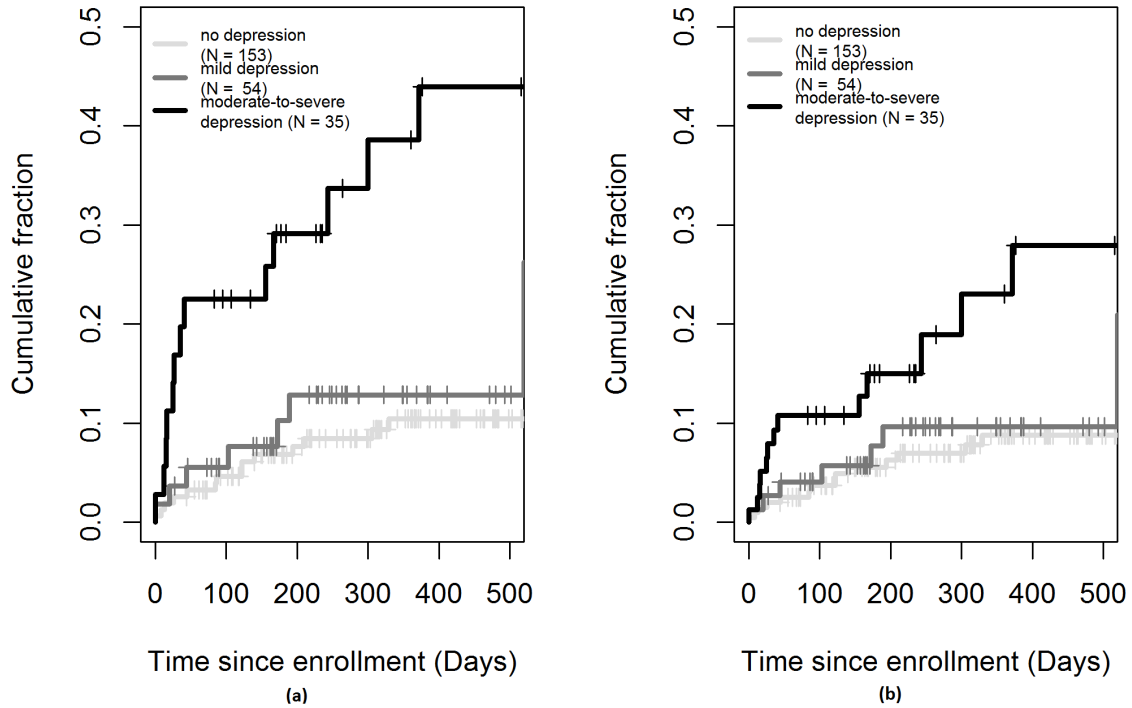 no depression
(N = 153)
mild depression
(N = 54)
moderate-to-severe
depression (N = 35)
0.5
0.4
0.3
0.2
0.1
0.0
Cumulative fraction
0 100 200 300 400 500
Time since enrollment (Days)
(a)
no depression
(N = 153)
mild depression
(N = 54)
moderate-to-severe
depression (N = 35)
0.5
0.4
0.3
0.2
0.1
0.0
Cumulative fraction
0 100 200 300 400 500
Time since enrollment (Days)
(b)